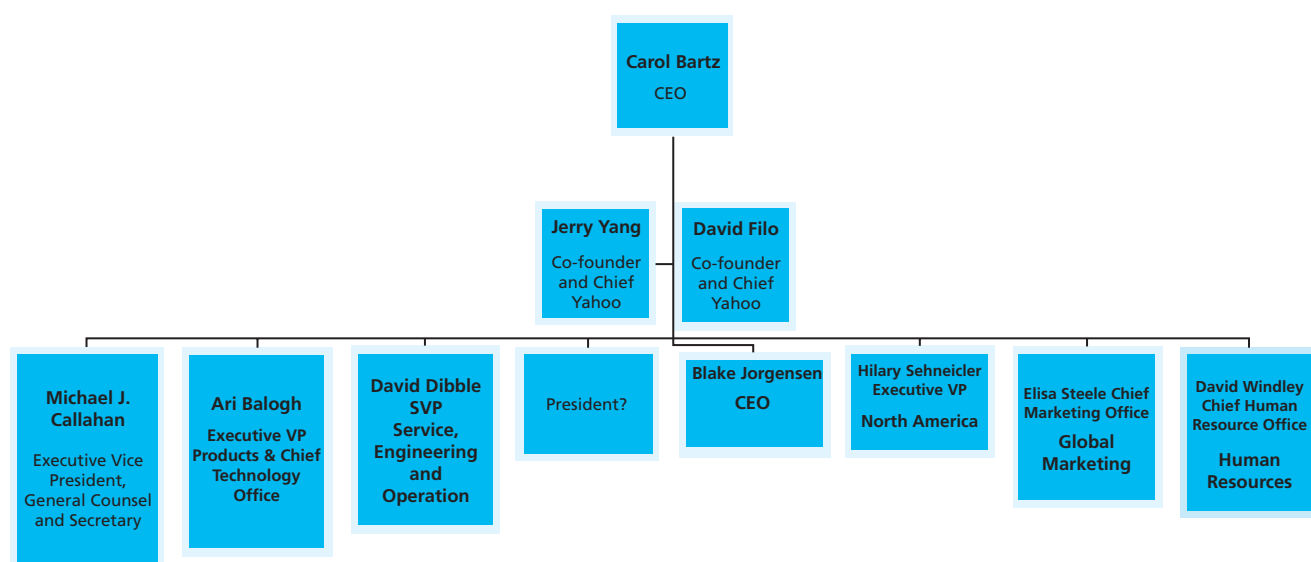 Carol Bartz
CEO
Jerry Yang
Co-founder
and Chief
Yahoo
David Filo
Co-founder
and Chief
Yahoo
Michael J.
Callahan
Executive Vice
President,
General Counsel
and Secretary
Ari Balogh
Executive VP
Products & Chief
Technology
Office
David Dibble
SVP
Service,
Engineering
and
Operation
President?
Blake Jorgensen
CEO
Hilary Sehneicler
Executive VP
North America
Elisa Steele Chief
Marketing Office
Global
Marketing
David Windley
Chief Human
Resource Office
Human
Resources